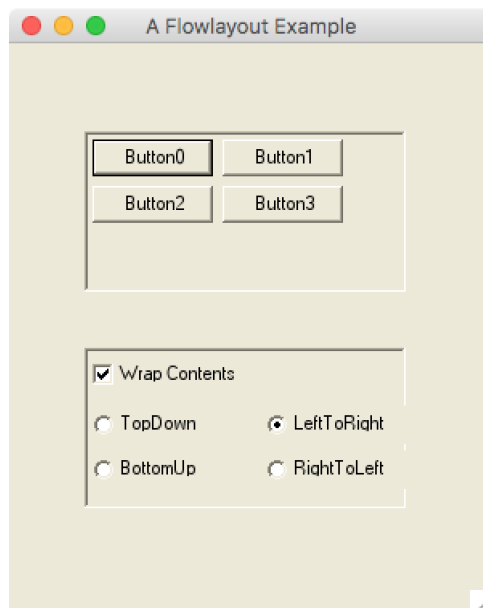 A Flowlayout Example
Button0 Button1
Button2 Button3
Wrap Contents
TopDown LeftToRight
BottomUp RightToLeft